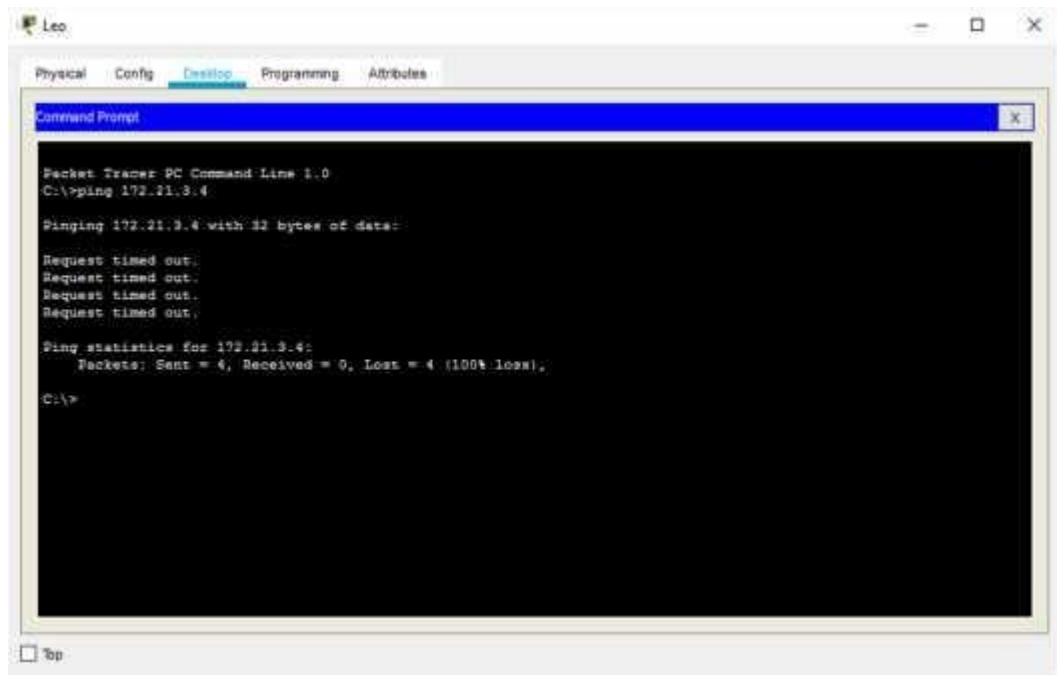 Leo
Physical Config Desktop Programming Attributes
Command Prompt
X
Packet Tracer PC Command Line 1.0
C:\>ping 172.21.3.4
Pinging 172.21.3.4 with 32 bytes of data:
Request timed out.
Request timed out.
Request timed out.
Request timed out.
Ping statistics for 172.21.3.4:
Packets: Sent = 4, Received = 0, Lost = 4 (100% loss),
C:\>
Top